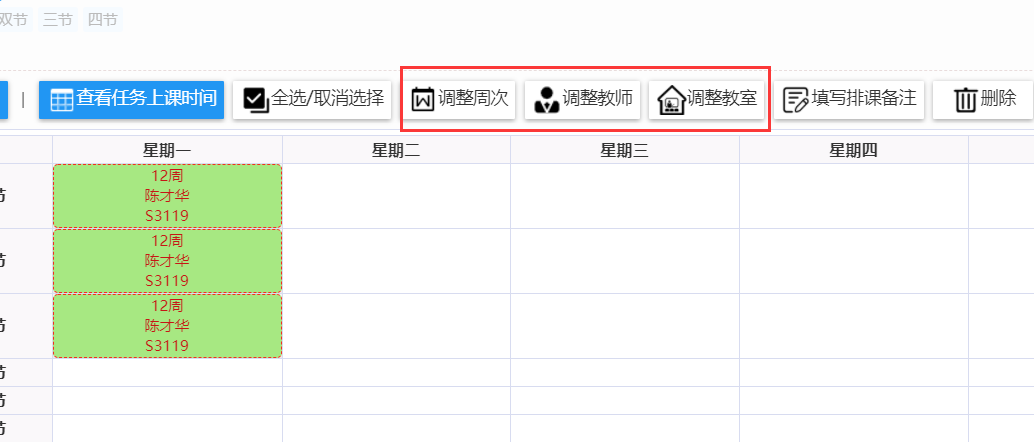 双节 三节 四节
| 查看任务上课时间 全选/取消选择 调整周次 调整教师 调整教室 填写排课备注 删除
星期一 星期二 星期三 星期四
12周
节 陈才华
S3119
12周
节 陈才华
S3119
12周
节 陈才华
S3119
节
节
节